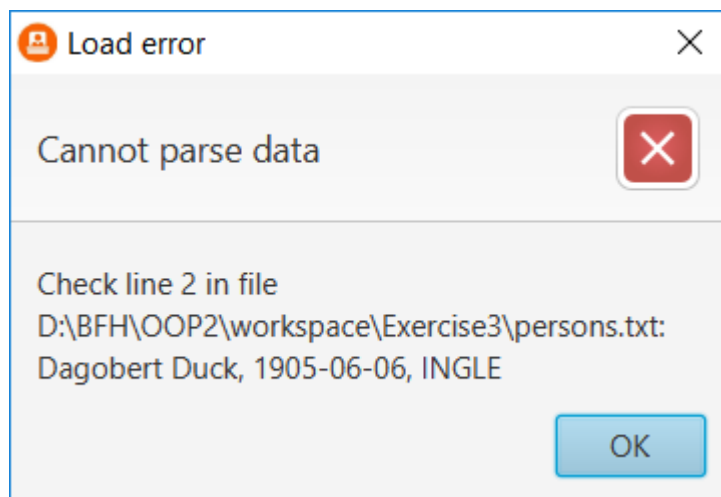 Load error
Cannot parse data
Check line 2 in file
D:\BFH\OOP2\workspace\Exercise3\persons.txt:
Dagobert Duck, 1905-06-06, INGLE
OK